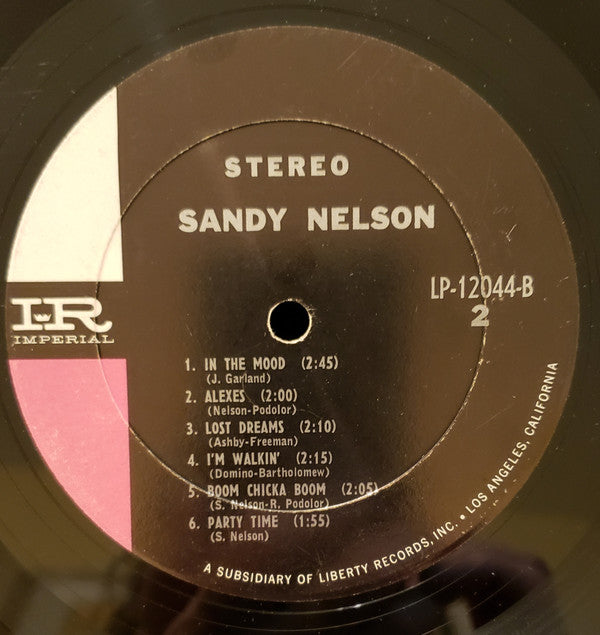 STEREO
SANDY NELSON
LP-12044-B
2
IR
IMPERIAL
1. IN THE MOOD (2:45)
(J. Garland)
2. ALEXES (2:00)
(Nelson-Podolor)
3. LOST DREAMS (2:10)
(Ashby-Freeman)
4. I'M WALKIN' (2:15)
(Domino-Bartholomew)
5. BOOM CHICKA BOOM (2:05)
(S. Nelson-R. Podolor)
6. PARTY TIME (1:55)
(S. Nelson)
A SUBSIDIARY OF LIBERTY RECORDS, INC. • LOS ANGELES, CALIFORNIA